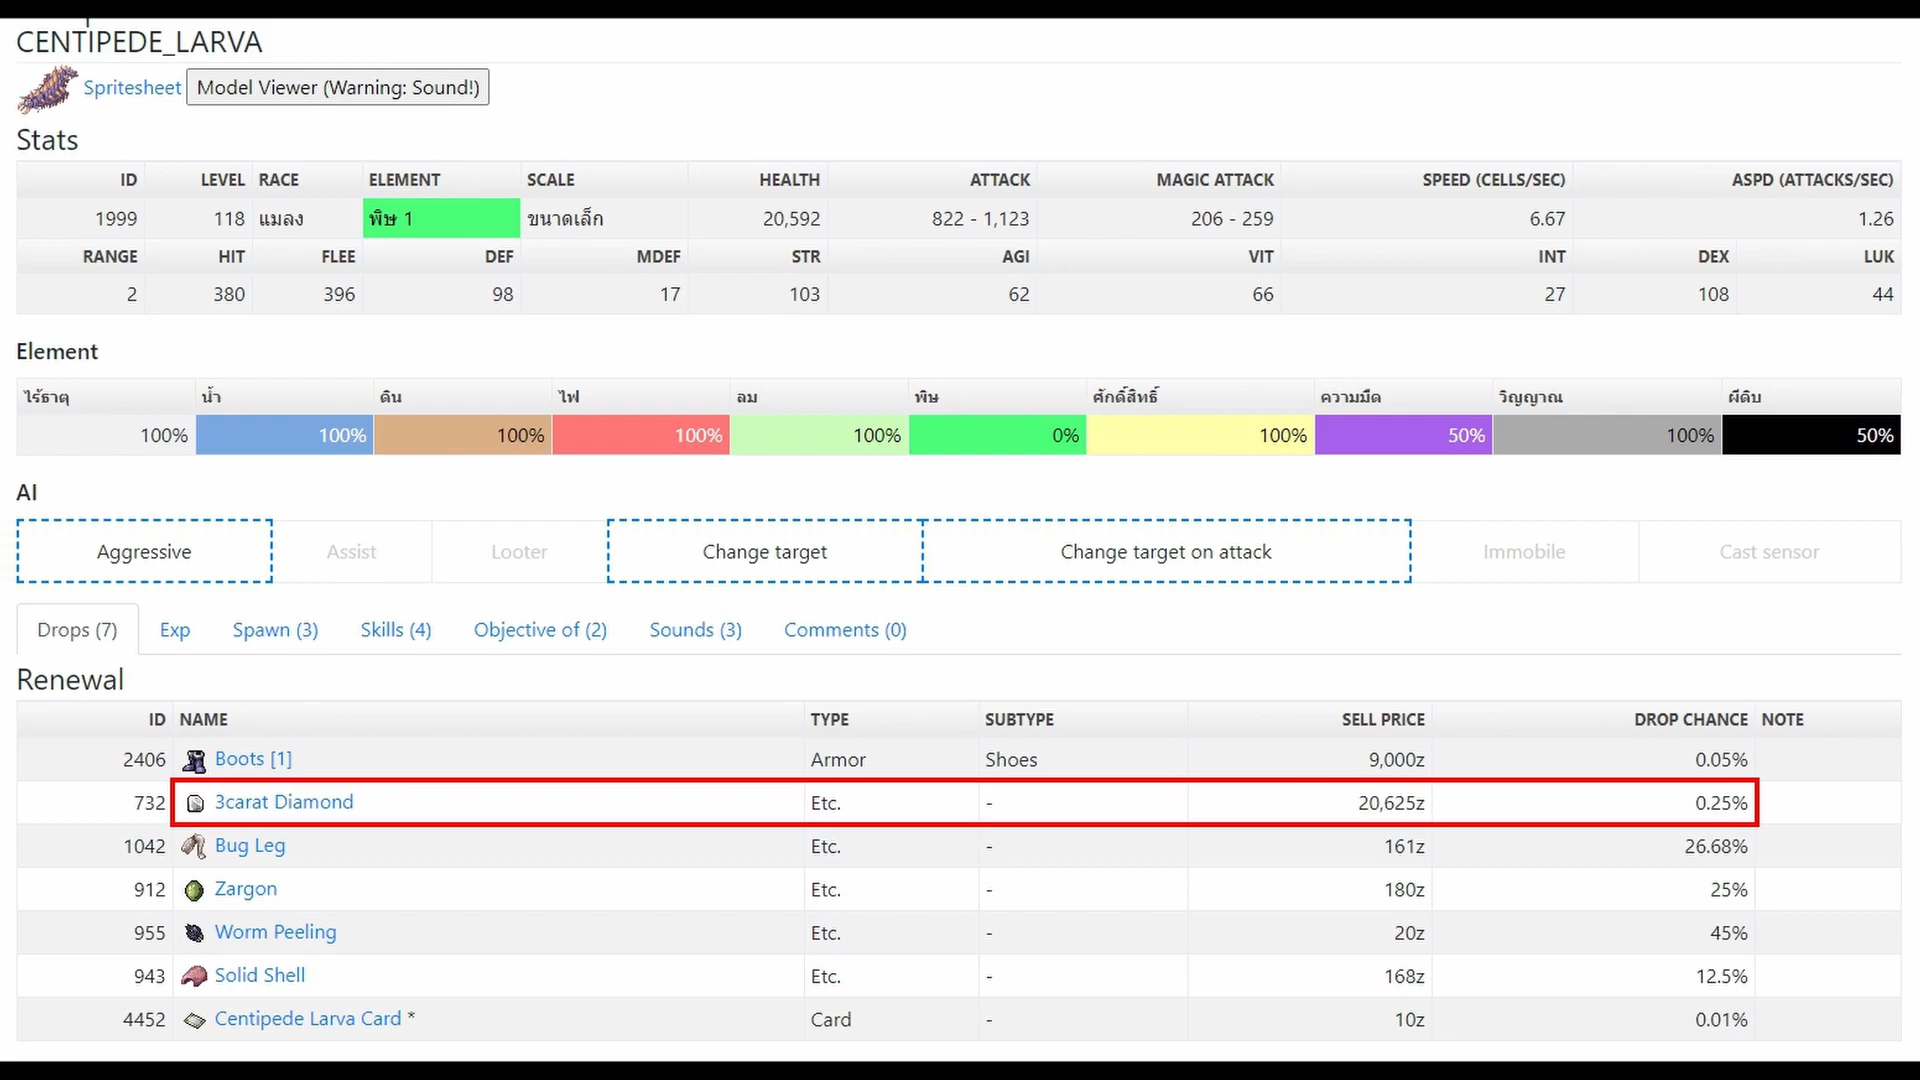 CENTIPEDE_LARVA
Spritesheet Model Viewer (Warning: Sound!)
Stats
ID LEVEL RACE ELEMENT SCALE HEALTH ATTACK MAGIC ATTACK SPEED (CELLS/SEC) ASPD (ATTACKS/SEC)
1999 118 แมลง พิษ 1 ขนาดเล็ก 20,592 822 - 1,123 206 - 259 6.67 1.26
RANGE HIT FLEE DEF MDEF STR AGI VIT INT DEX LUK
2 380 396 98 17 103 62 66 27 108 44
Element
ไร้ธาตุ น้ำ ดิน ไฟ ลม พิษ ศักดิ์สิทธิ์ ความมืด วิญญาณ ผีดิบ
100% 100% 100% 100% 100% 0% 100% 50% 100% 50%
AI
Aggressive Assist Looter Change target Change target on attack Immobile Cast sensor
Drops (7) Exp Spawn (3) Skills (4) Objective of (2) Sounds (3) Comments (0)
Renewal
ID NAME TYPE SUBTYPE SELL PRICE DROP CHANCE NOTE
2406 Boots [1] Armor Shoes 9,000z 0.05%
732 3carat Diamond Etc. - 20,625z 0.25%
1042 Bug Leg Etc. - 161z 26.68%
912 Zargon Etc. - 180z 25%
955 Worm Peeling Etc. - 20z 45%
943 Solid Shell Etc. - 168z 12.5%
4452 Centipede Larva Card * Card - 10z 0.01%